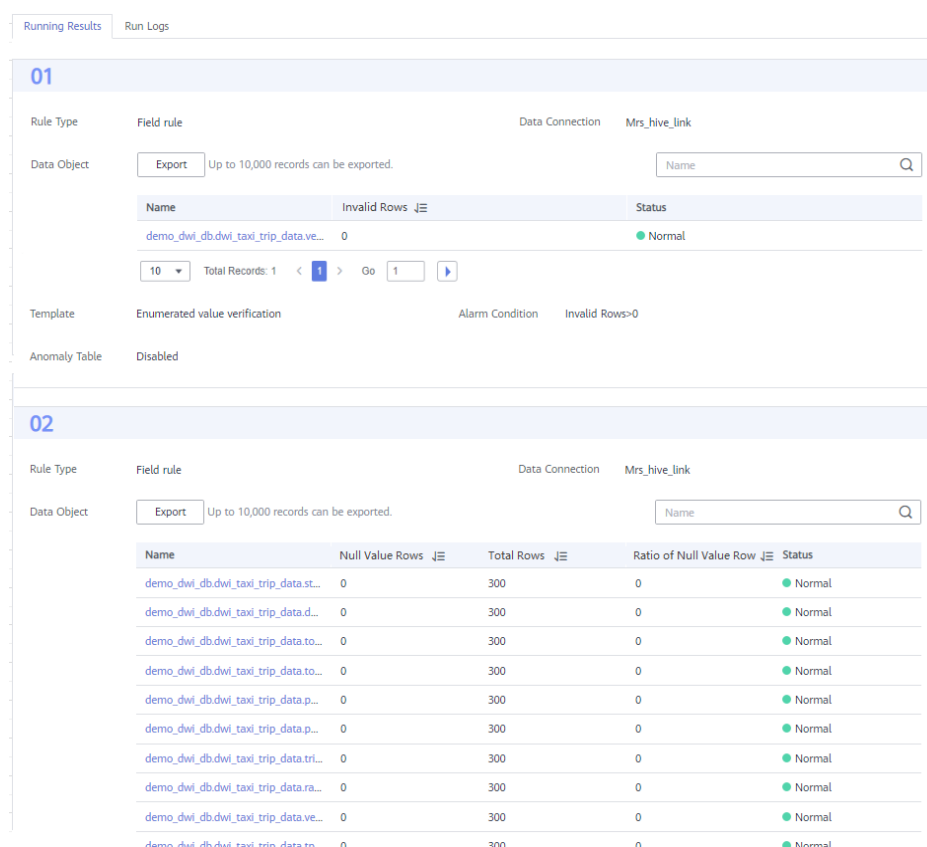 Running Results Run Logs
01
Rule Type Field rule Data Connection Mrs_hive_link
Data Object Export Up to 10,000 records can be exported. Name
Name Invalid Rows Status
demo_dwi_db.dwi_taxi_trip_data.ve... 0 Normal
10 Total Records: 1 < 1 > Go 1
Template Enumerated value verification Alarm Condition Invalid Rows>0
Anomaly Table Disabled
02
Rule Type Field rule Data Connection Mrs_hive_link
Data Object Export Up to 10,000 records can be exported. Name
Name Null Value Rows Total Rows Ratio of Null Value Row Status
demo_dwi_db.dwi_taxi_trip_data.st... 0 300 0 Normal
demo_dwi_db.dwi_taxi_trip_data.d... 0 300 0 Normal
demo_dwi_db.dwi_taxi_trip_data.to... 0 300 0 Normal
demo_dwi_db.dwi_taxi_trip_data.to... 0 300 0 Normal
demo_dwi_db.dwi_taxi_trip_data.p... 0 300 0 Normal
demo_dwi_db.dwi_taxi_trip_data.p... 0 300 0 Normal
demo_dwi_db.dwi_taxi_trip_data.tri... 0 300 0 Normal
demo_dwi_db.dwi_taxi_trip_data.ra... 0 300 0 Normal
demo_dwi_db.dwi_taxi_trip_data.ve... 0 300 0 Normal
demo_dwi_db.dwi_taxi_trip_data.tp... 0 300 0 Normal